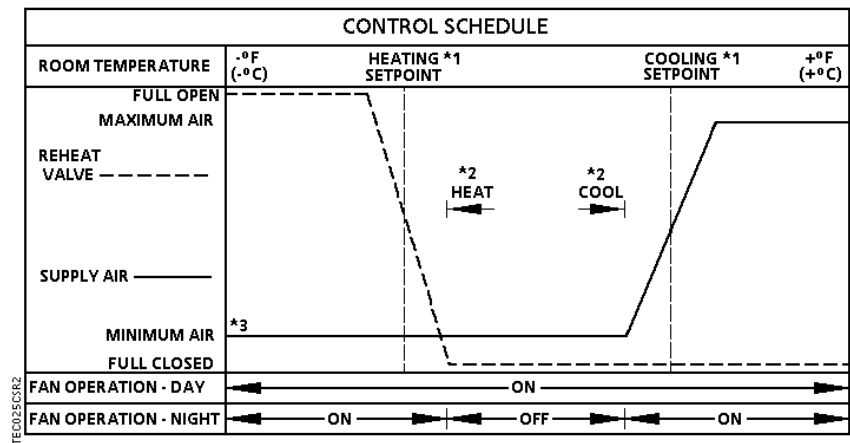 CONTROL SCHEDULE
ROOM TEMPERATURE
-°F
(-°C)
HEATING *1
SETPOINT
COOLING *1
SETPOINT
+°F
(+°C)
FULL OPEN
MAXIMUM AIR
REHEAT
VALVE
*2
HEAT
*2
COOL
SUPPLY AIR
MINIMUM AIR
*3
FULL CLOSED
FAN OPERATION - DAY
ON
FAN OPERATION - NIGHT
ON
OFF
ON
TEC025CSR2